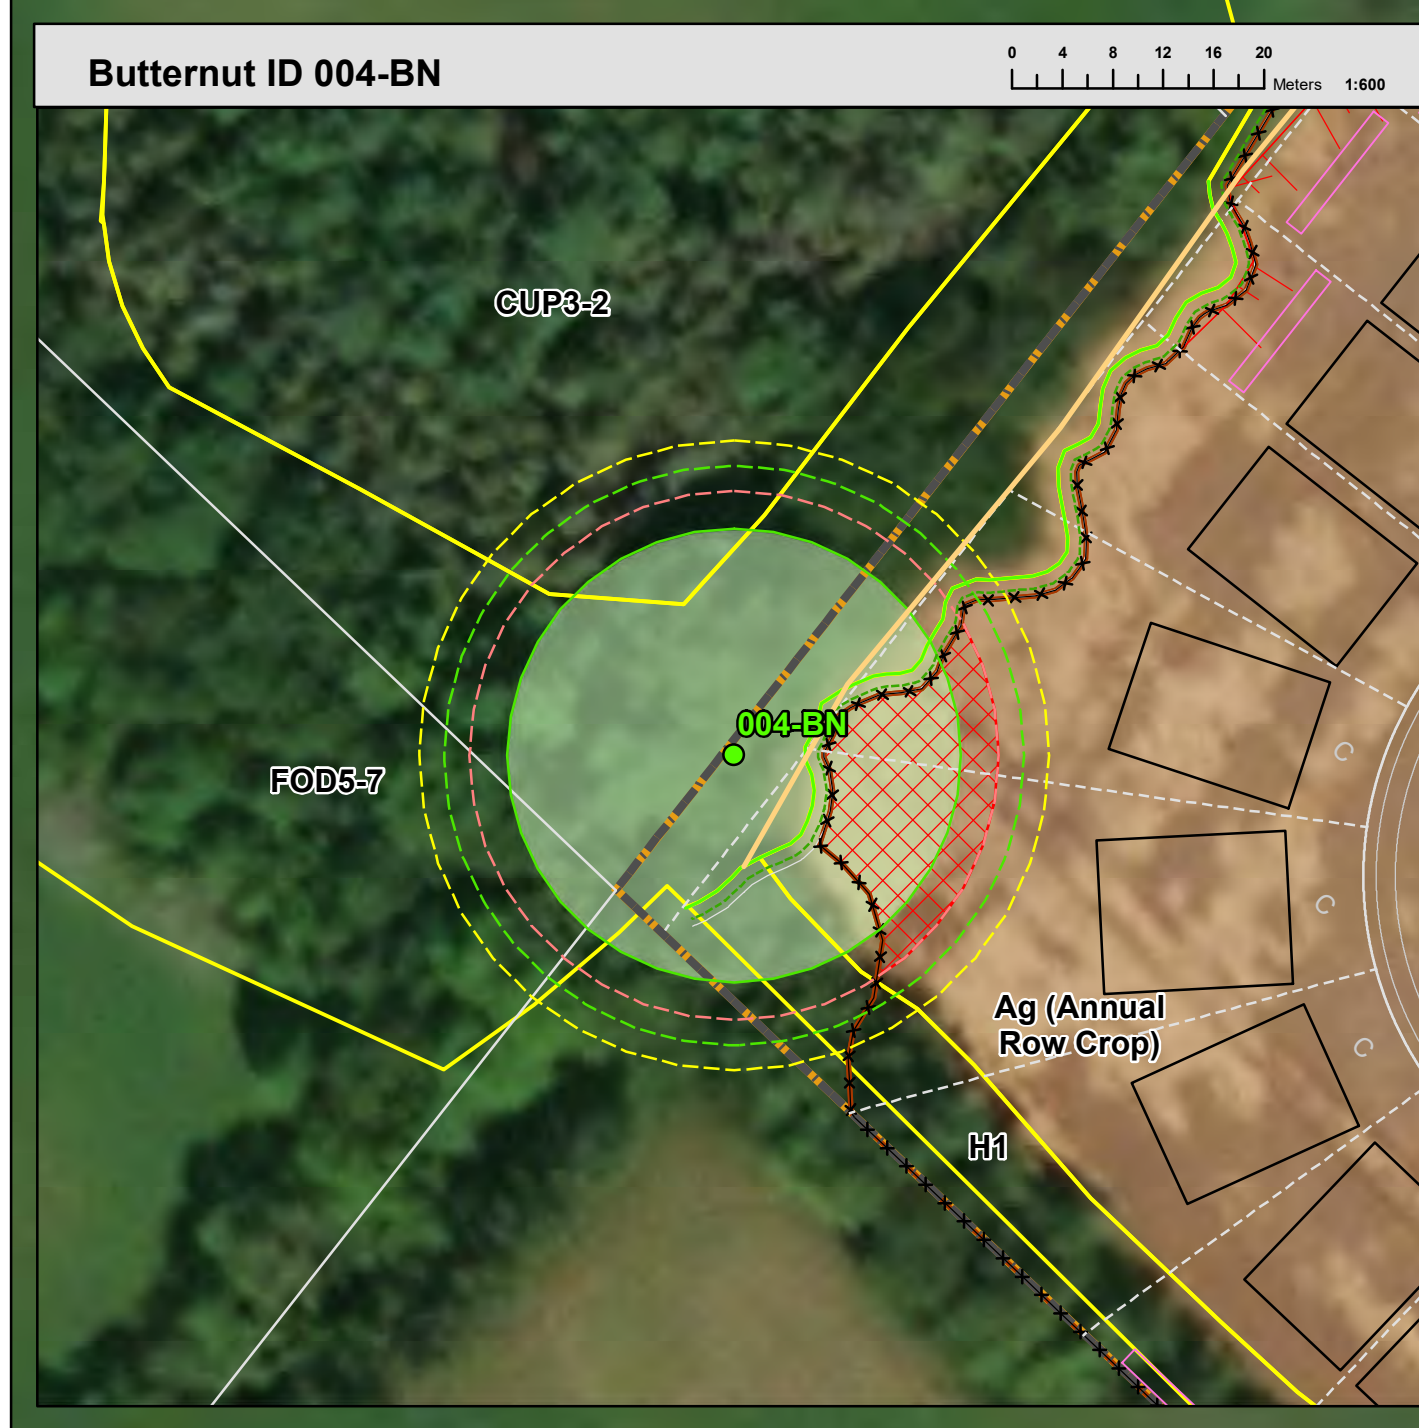 Butternut ID 004-BN
0 4 8 12 16 20
Meters 1:600
CUP3-2
004-BN
FOD5-7
Ag (Annual
Row Crop)
H1